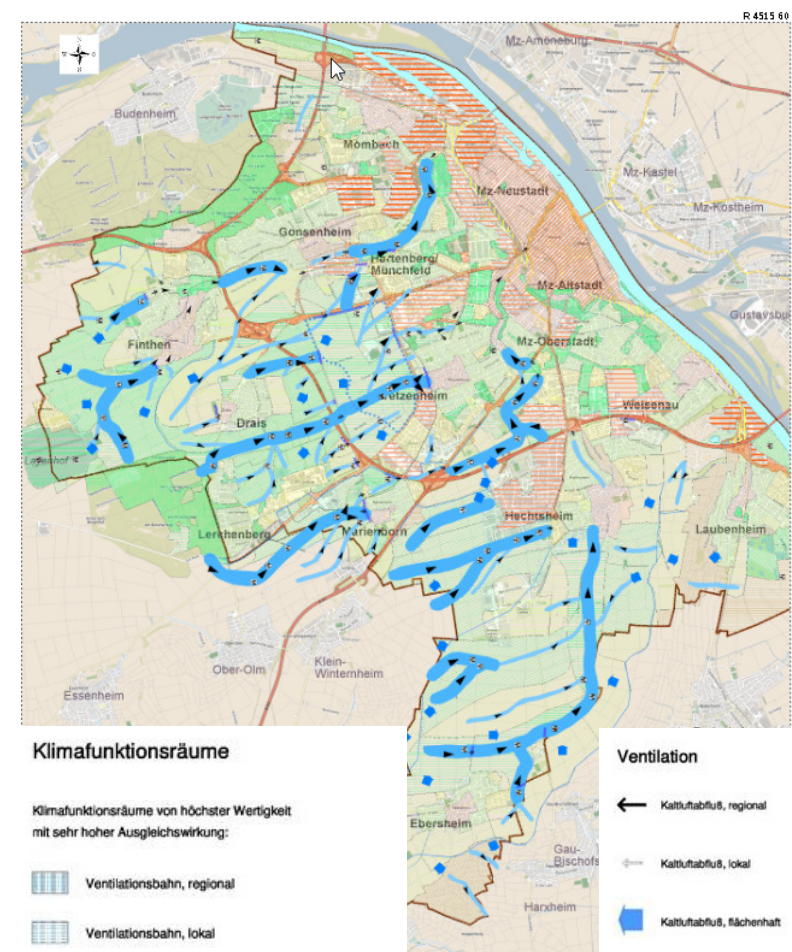 R 4515 60
Mz-Amöneburg
Budenheim
Mombach
Mz-Kastel
Mz-Neustadt
Mz-Kostheim
Gonsenheim
Hartenberg/
Münchfeld
Mz-Altstadt
Gustavsbu
Finthen
Mz-Oberstadt
Weisenau
Drais
Layenhof
Hechtsheim
Lerchenberg
Marienborn
Laubenheim
Ober-Olm
Klein-
Winternheim
Essenheim
Klimafunktionsräume
Klimafunktionsräume von höchster Wertigkeit
mit sehr hoher Ausgleichswirkung:
Ventilationsbahn, regional
Ventilationsbahn, lokal
Ebersheim
Gau-
Bischofs
Harxheim
Ventilation
Kaltluftabfluß, regional
Kaltluftabfluß, lokal
Kaltluftabfluß, flächenhaft